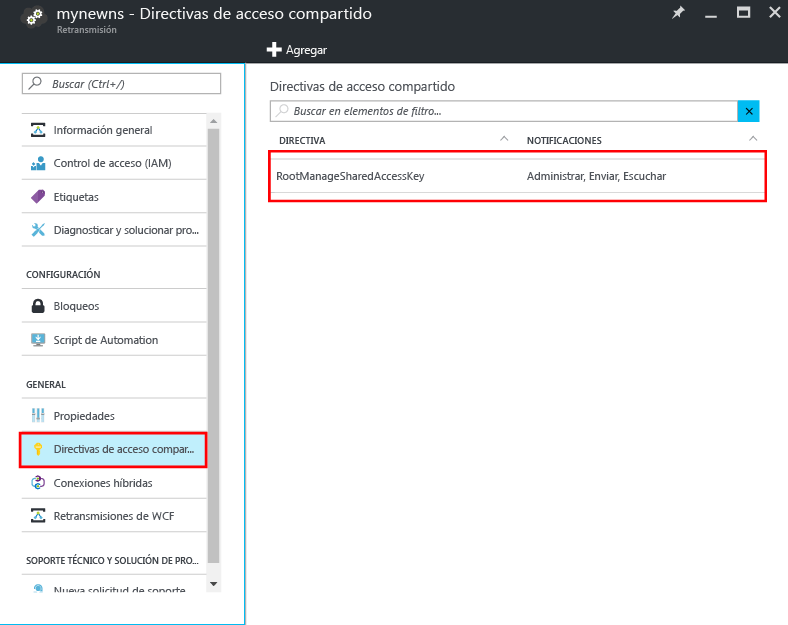 mynewns - Directivas de acceso compartido
Retransmisión
Agregar
Buscar (Ctrl+/)
Información general
Control de acceso (IAM)
Etiquetas
Diagnosticar y solucionar pro...
CONFIGURACIÓN
Bloqueos
Script de Automation
GENERAL
Propiedades
Directivas de acceso compar...
Conexiones híbridas
Retransmisiones de WCF
SOPORTE TÉCNICO Y SOLUCIÓN DE PRO...
Nueva solicitud de soporte
Directivas de acceso compartido
Buscar en elementos de filtro...
DIRECTIVA NOTIFICACIONES
RootManageSharedAccessKey Administrar, Enviar, Escuchar